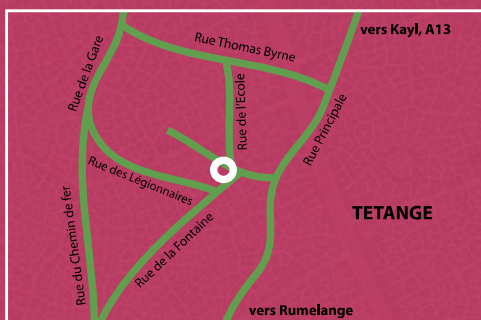 vers Kayl, A13
Rue Thomas Byrne
Rue de la Gare
Rue de l'Ecole
Rue Principale
Rue des Légionnaires
TETANGE
Rue de la Fontaine
Rue du Chemin de fer
vers Rumelange